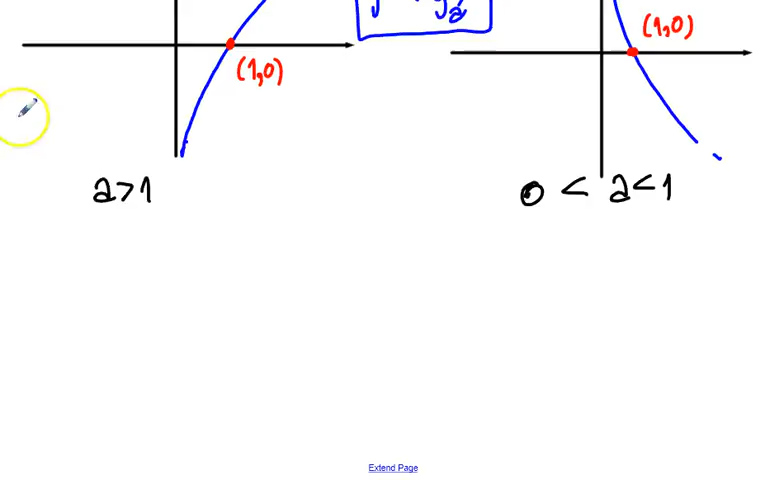 (1,0)
(1,0)
a>1
0 < a<1
Extend Page